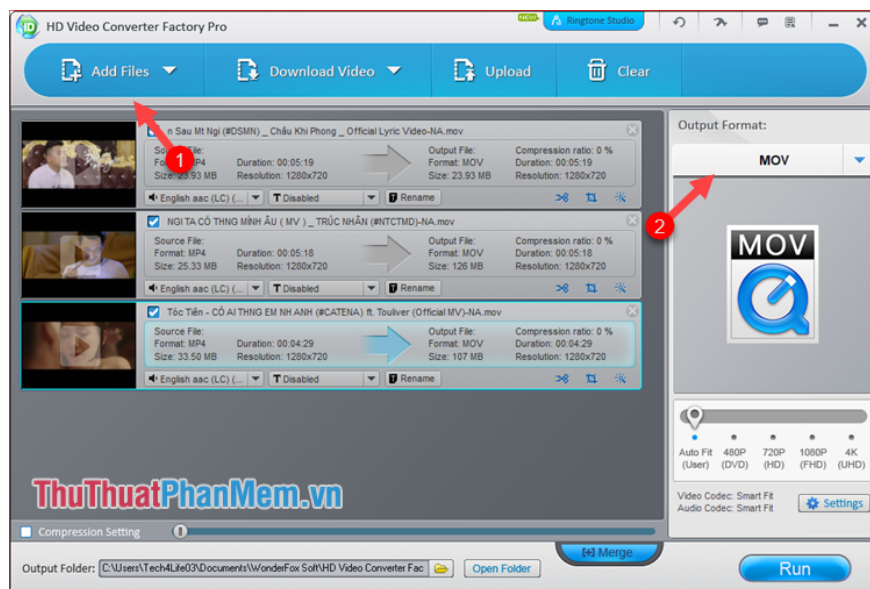 HD Video Converter Factory Pro
NEW
Ringtone Studio
Add Files
Download Video
Upload
Clear
1
n Sau Mt Ngi (#DSMN) _ Châu Khi Phong _ Official Lyric Video-NA.mov
Source File:
Format: MP4
Size: 23.93 MB
Duration: 00:05:19
Resolution: 1280x720
Output File:
Format: MOV
Size: 23.93 MB
Compression ratio: 0 %
Duration: 00:05:19
Resolution: 1280x720
English aac (LC) (...
T Disabled
T Rename
NGI TA CÓ THNG MÌNH ÂU ( MV ) _ TRÚC NHÂN (#NTCTMD)-NA.mov
Source File:
Format: MP4
Size: 25.33 MB
Duration: 00:05:18
Resolution: 1280x720
Output File:
Format: MOV
Size: 126 MB
Compression ratio: 0 %
Duration: 00:05:18
Resolution: 1280x720
English aac (LC) (...
T Disabled
T Rename
Tóc Tiên - CÓ AI THNG EM NH ANH (#CATENA) ft. Touliver (Official MV)-NA.mov
Source File:
Format: MP4
Size: 33.50 MB
Duration: 00:04:29
Resolution: 1280x720
Output File:
Format: MOV
Size: 107 MB
Compression ratio: 0 %
Duration: 00:04:29
Resolution: 1280x720
English aac (LC) (...
T Disabled
T Rename
Output Format:
MOV
2
MOV
Auto Fit (User)
480P (DVD)
720P (HD)
1080P (FHD)
4K (UHD)
Video Codec: Smart Fit
Audio Codec: Smart Fit
Settings
ThuThuatPhanMem.vn
Compression Setting
Output Folder:
C:\Users\Tech4Life03\Documents\WonderFox Soft\HD Video Converter Fac
Open Folder
[+] Merge
Run